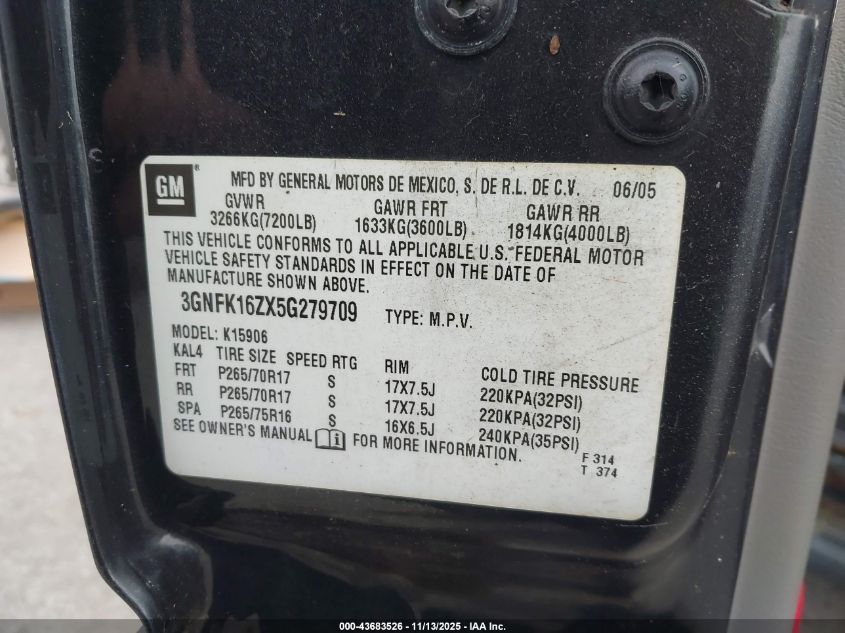 GM ® MFD BY GENERAL MOTORS DE MEXICO, S. DE R.L. DE C.V. 06/05
GVWR GAWR FRT GAWR RR
3266KG(7200LB) 1633KG(3600LB) 1814KG(4000LB)
THIS VEHICLE CONFORMS TO ALL APPLICABLE U.S. FEDERAL MOTOR
VEHICLE SAFETY STANDARDS IN EFFECT ON THE DATE OF
MANUFACTURE SHOWN ABOVE.
3GNFK16ZX5G279709 TYPE: M.P.V.
MODEL: K15906
KAL4 TIRE SIZE SPEED RTG RIM COLD TIRE PRESSURE
FRT P265/70R17 S 17X7.5J 220KPA(32PSI)
RR P265/70R17 S 17X7.5J 220KPA(32PSI)
SPA P265/75R16 S 16X6.5J 240KPA(35PSI)
SEE OWNER'S MANUAL i FOR MORE INFORMATION.
F 314
T 374
000-43683526 - 11/13/2025 - IAA Inc.